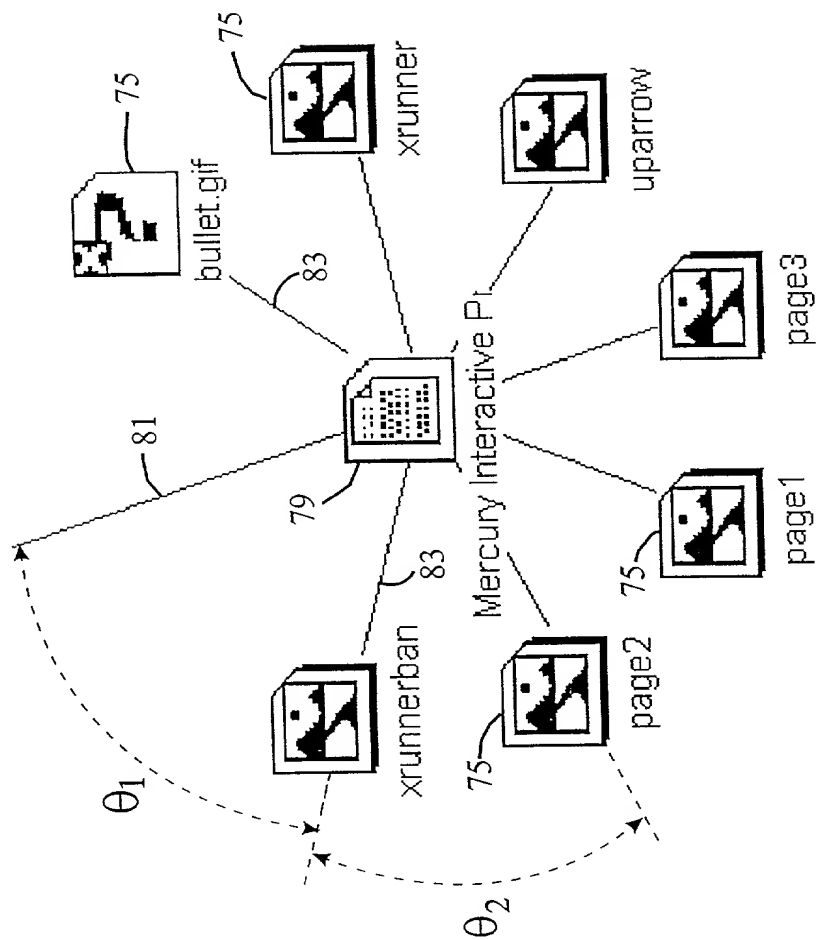 75
bullet.gif
75
xrunner
83
81
uparrow
79
Mercury Interactive Pr
page3
83
xrunnerban
page1
75
page2
75
θ1
θ2